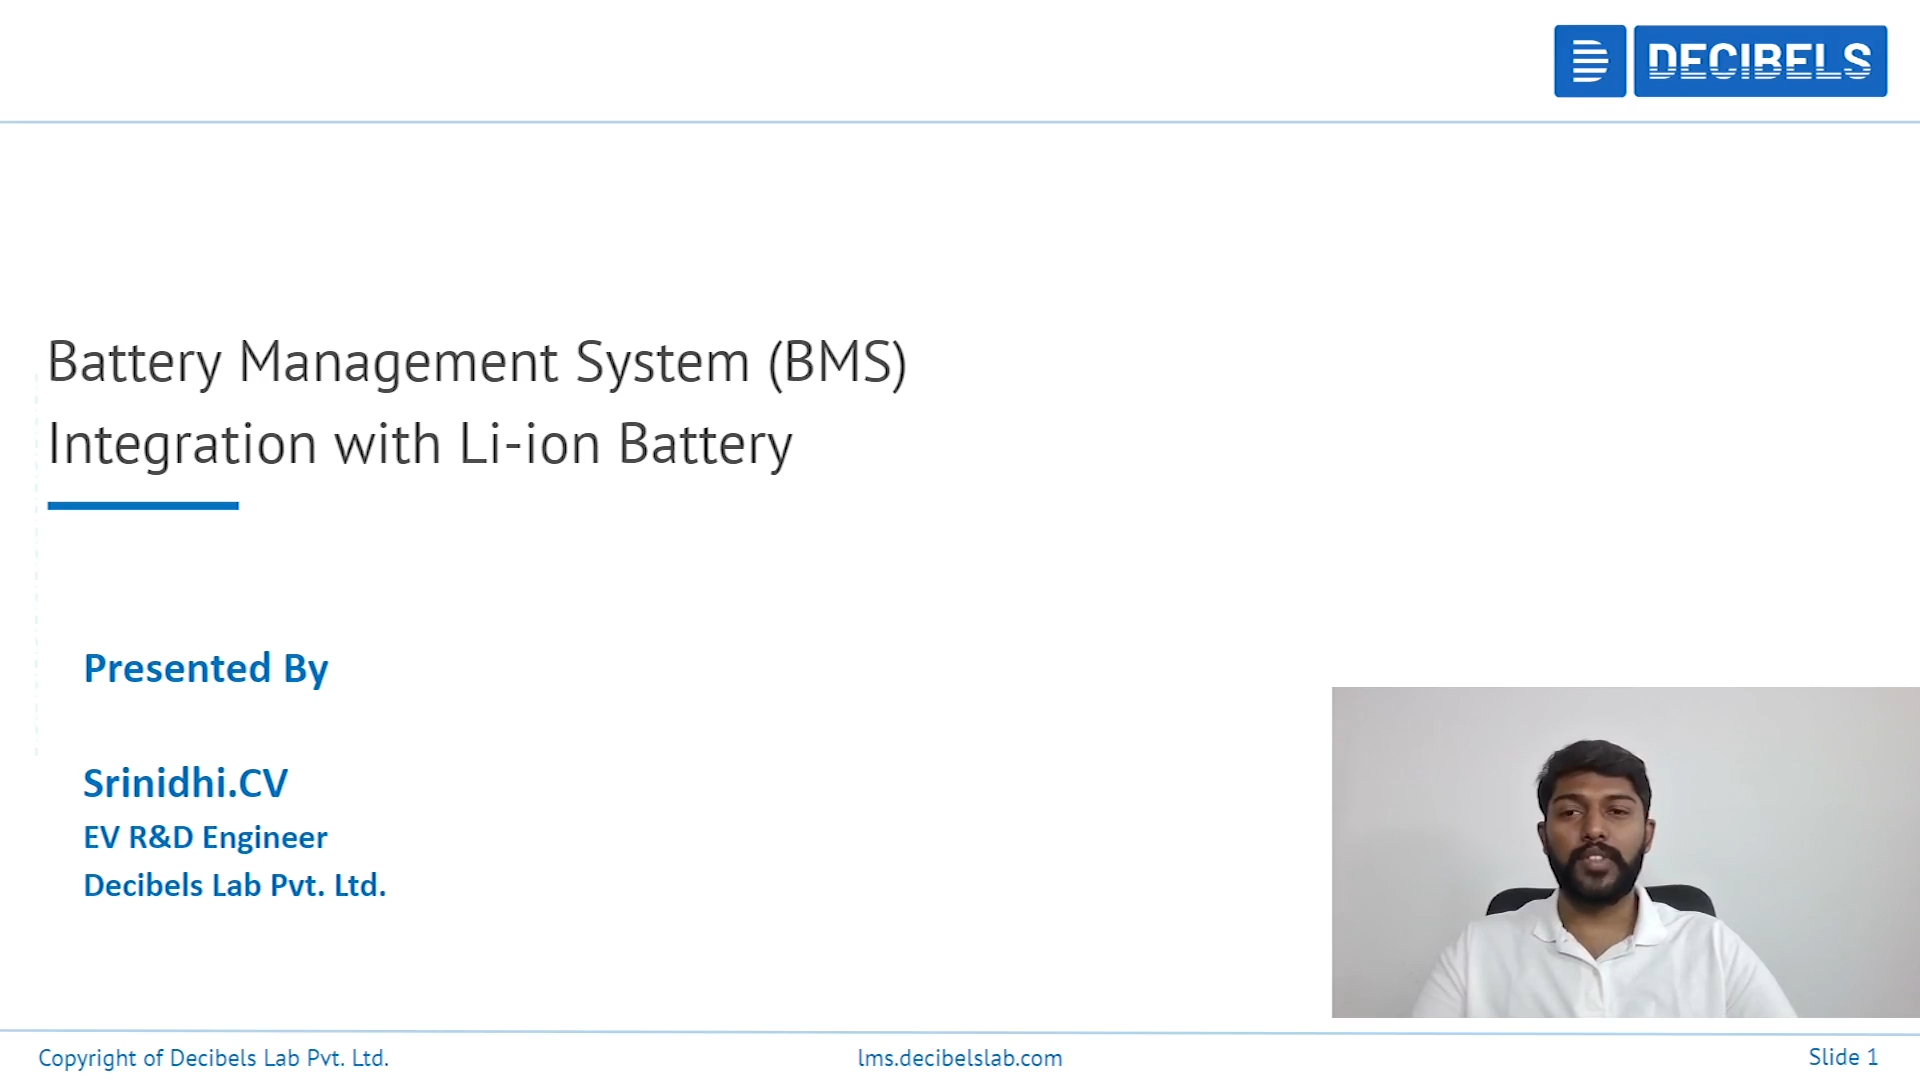 DECIBELS
Battery Management System (BMS)
Integration with Li-ion Battery
Presented By
Srinidhi.CV
EV R&D Engineer
Decibels Lab Pvt. Ltd.
Copyright of Decibels Lab Pvt. Ltd.
lms.decibelslab.com
Slide 1